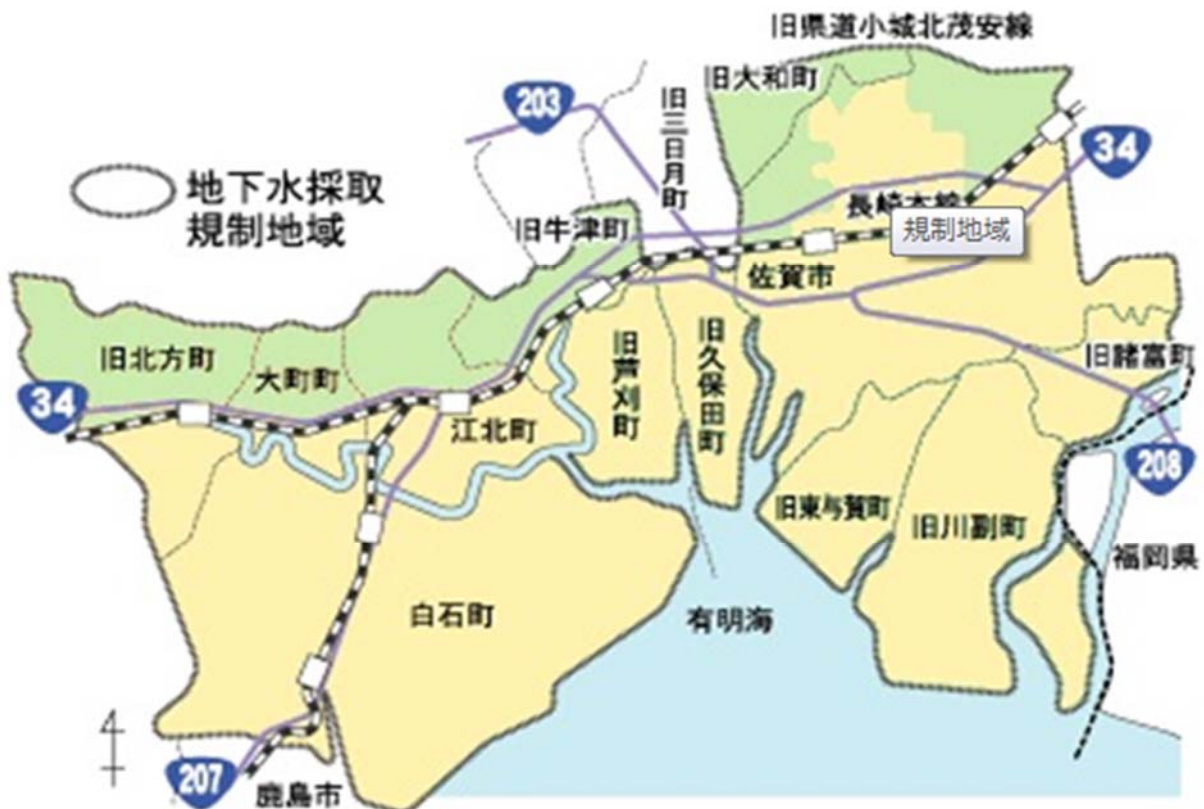 旧県道小城北茂安線
旧大和町
203
旧三日月町
34
地下水採取
規制地域
長崎本線
規制地域
旧牛津町
佐賀市
旧北方町
大町町
旧芦刈町
旧久保田町
旧諸富町
34
江北町
208
旧東与賀町
旧川副町
福岡県
白石町
有明海
207
鹿島市